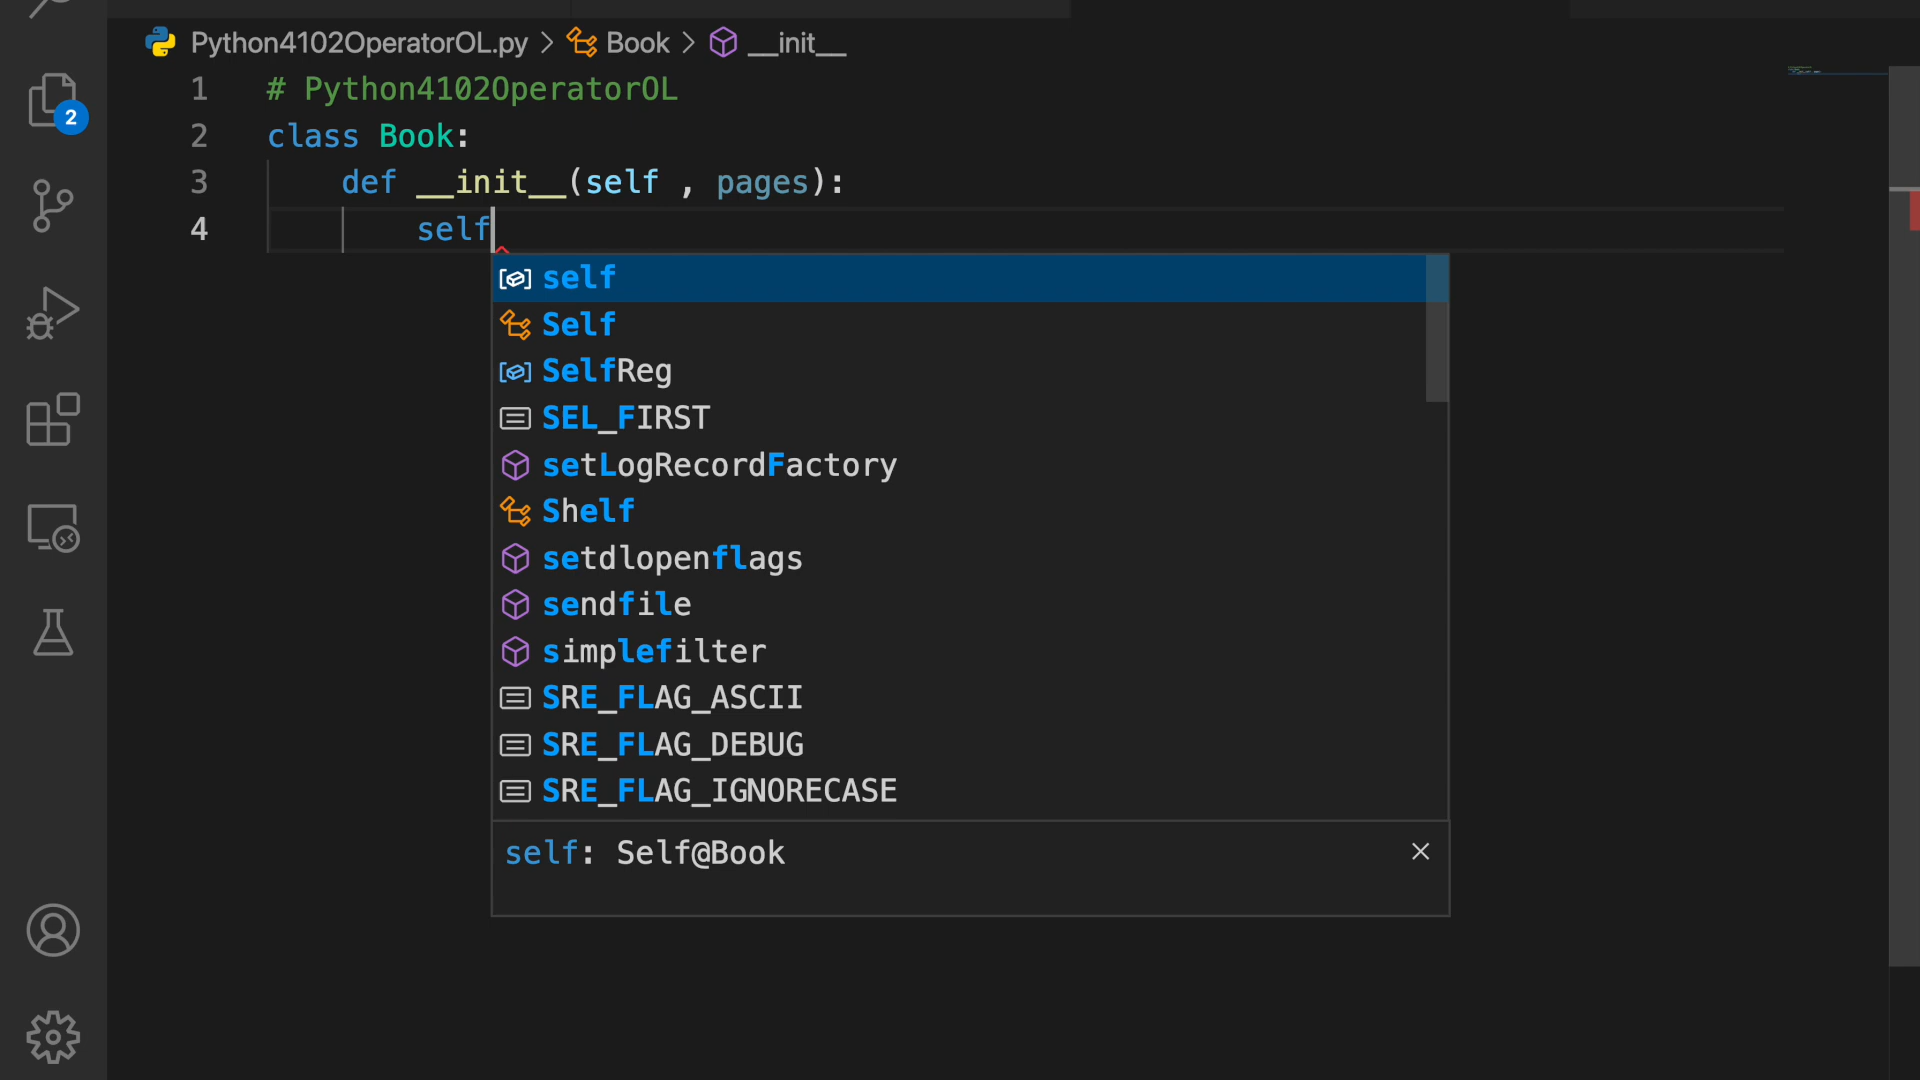 Python4102OperatorOL.py > Book > __init__
2
1 # Python4102OperatorOL
2 class Book:
3 def __init__(self , pages):
4 self
self
Self
SelfReg
SEL_FIRST
setLogRecordFactory
Shelf
setdlopenflags
sendfile
simplefilter
SRE_FLAG_ASCII
SRE_FLAG_DEBUG
SRE_FLAG_IGNORECASE
self: Self@Book